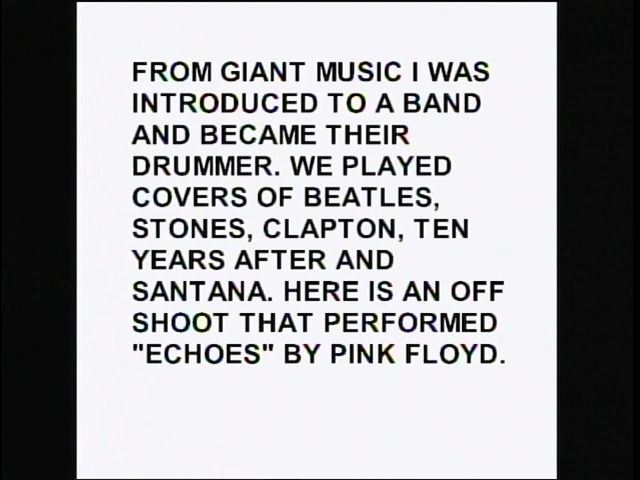 FROM GIANT MUSIC I WAS
INTRODUCED TO A BAND
AND BECAME THEIR
DRUMMER. WE PLAYED
COVERS OF BEATLES,
STONES, CLAPTON, TEN
YEARS AFTER AND
SANTANA. HERE IS AN OFF
SHOOT THAT PERFORMED
"ECHOES" BY PINK FLOYD.